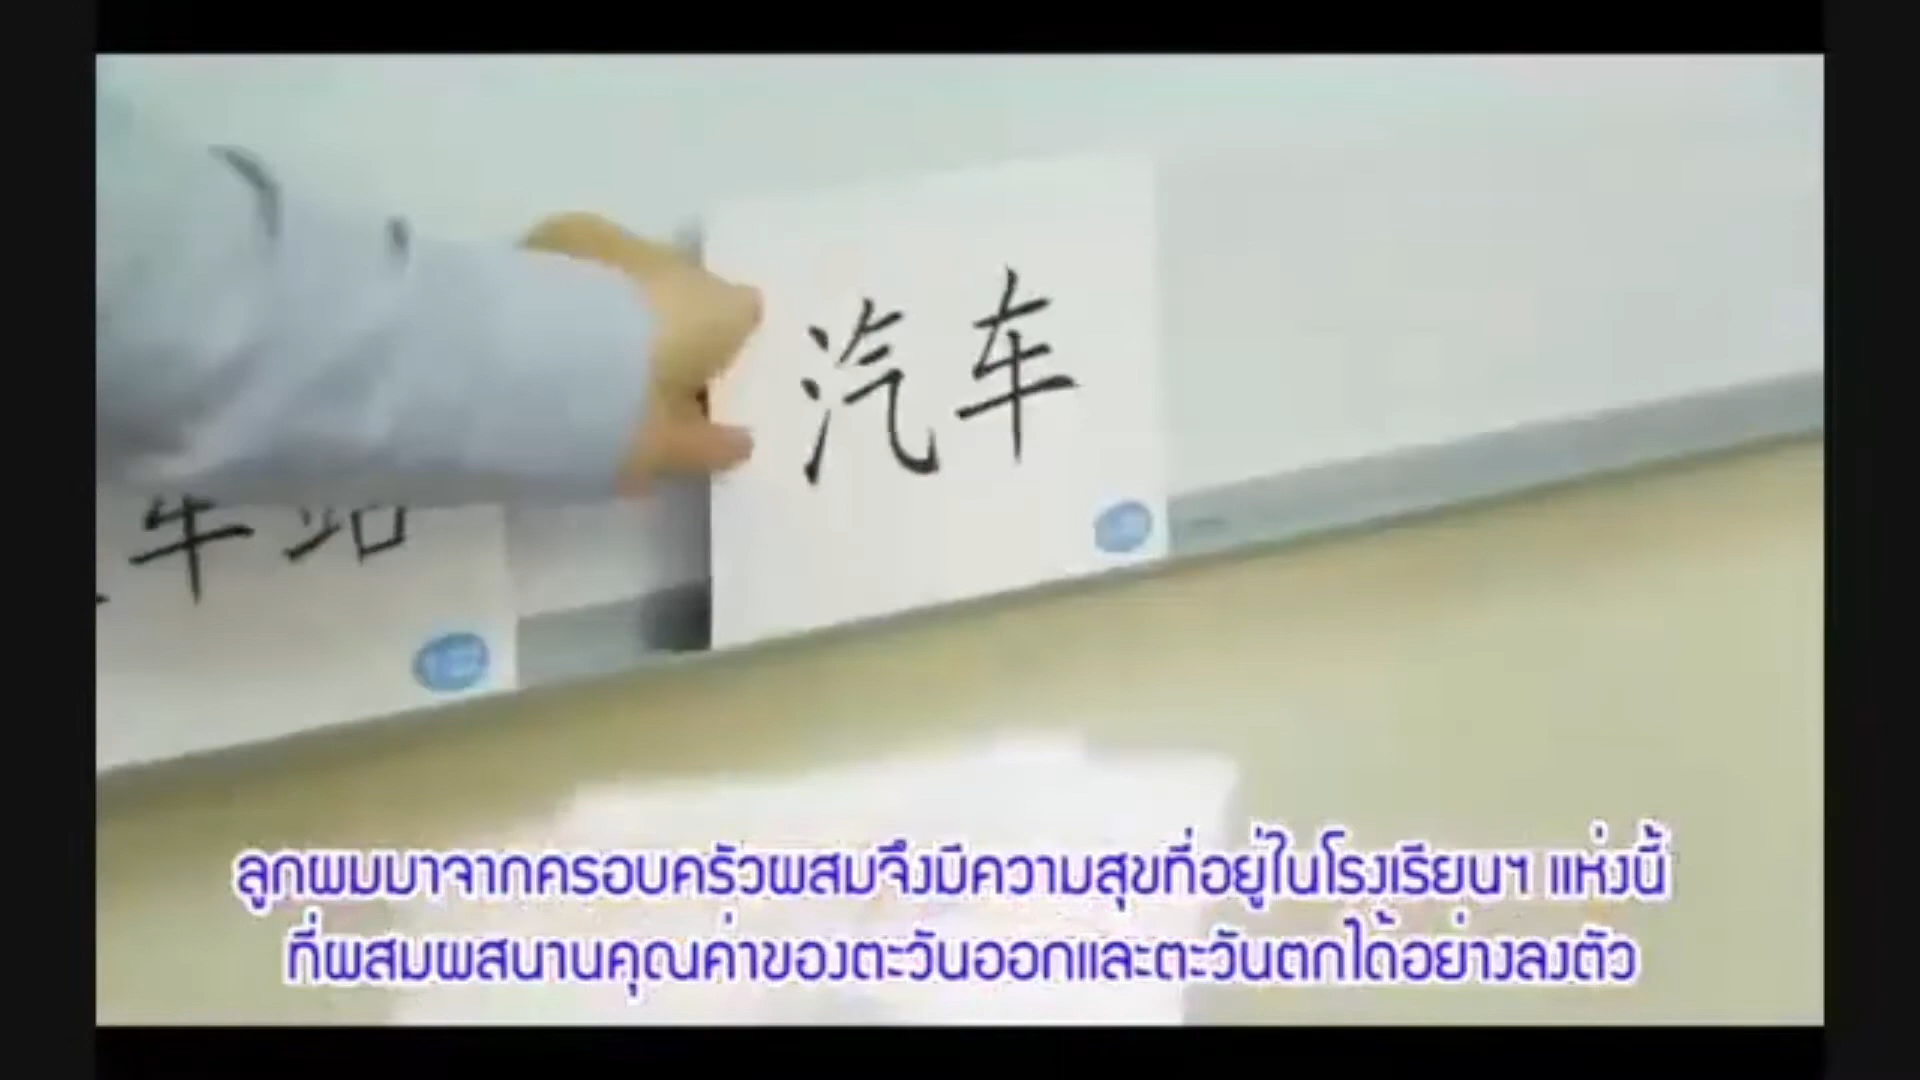 汽车
车站
ลูกผมมาจากครอบครัวผสมจึงมีความสุขที่อยู่ในโรงเรียนฯ แห่งนี้
ที่ผสมผสนานคุณค่าของตะวันออกและตะวันตกได้อย่างลงตัว